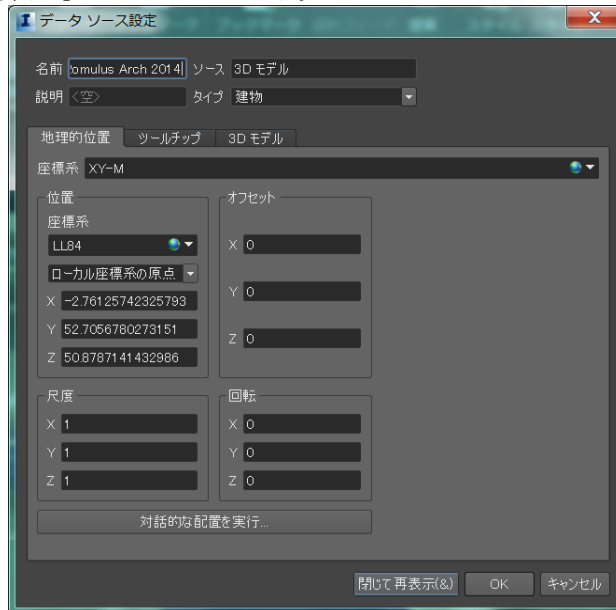 データ ソース設定
名前 omulus Arch 2014 ソース 3D モデル
説明 <空> タイプ 建物
地理的位置 ツールチップ 3D モデル
座標系 XY-M
位置 オフセット
座標系
LL84 X 0
ローカル座標系の原点
X -2.76125742325793 Y 0
Y 52.7056780273151
Z 50.8787141432986 Z 0
尺度 回転
X 1 X 0
Y 1 Y 0
Z 1 Z 0
対話的な配置を実行...
閉じて再表示(&) OK キャンセル